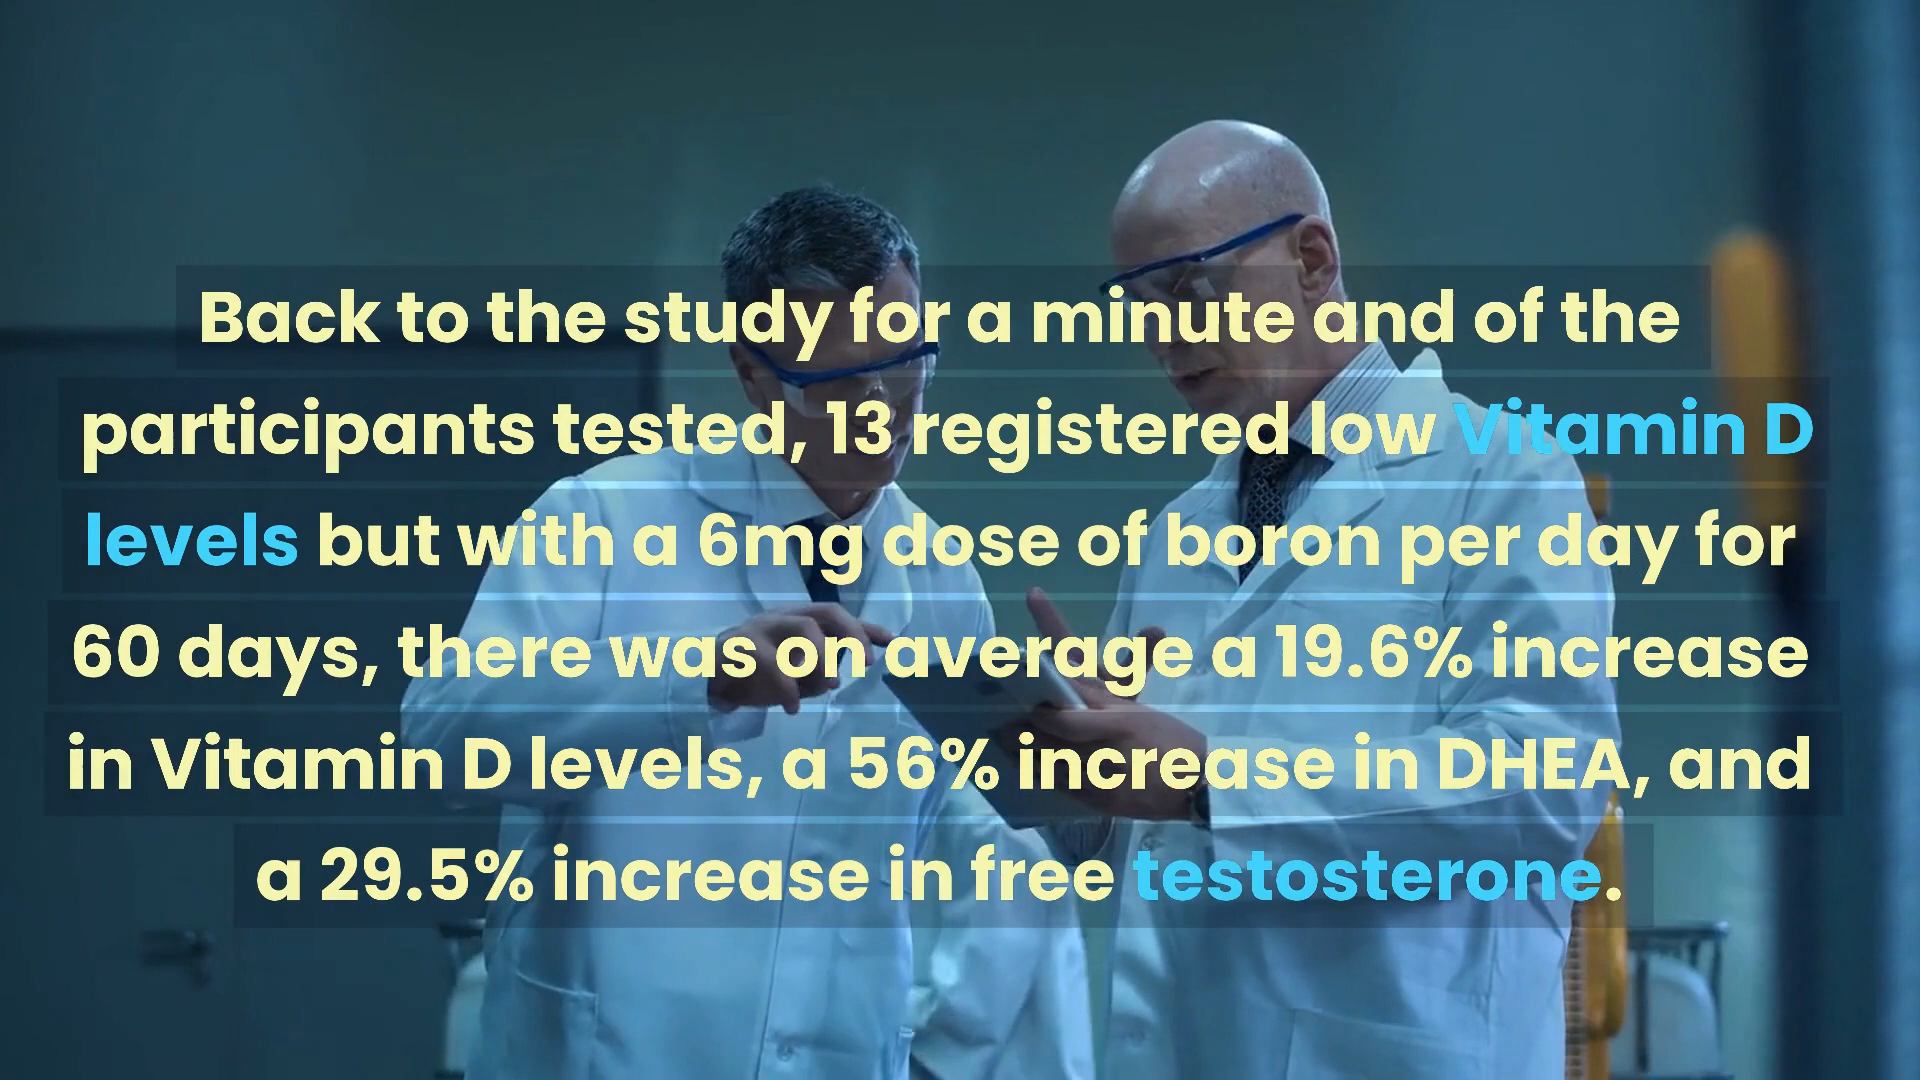 Back to the study for a minute and of the
participants tested, 13 registered low Vitamin D
levels but with a 6mg dose of boron per day for
60 days, there was on average a 19.6% increase
in Vitamin D levels, a 56% increase in DHEA, and
a 29.5% increase in free testosterone.